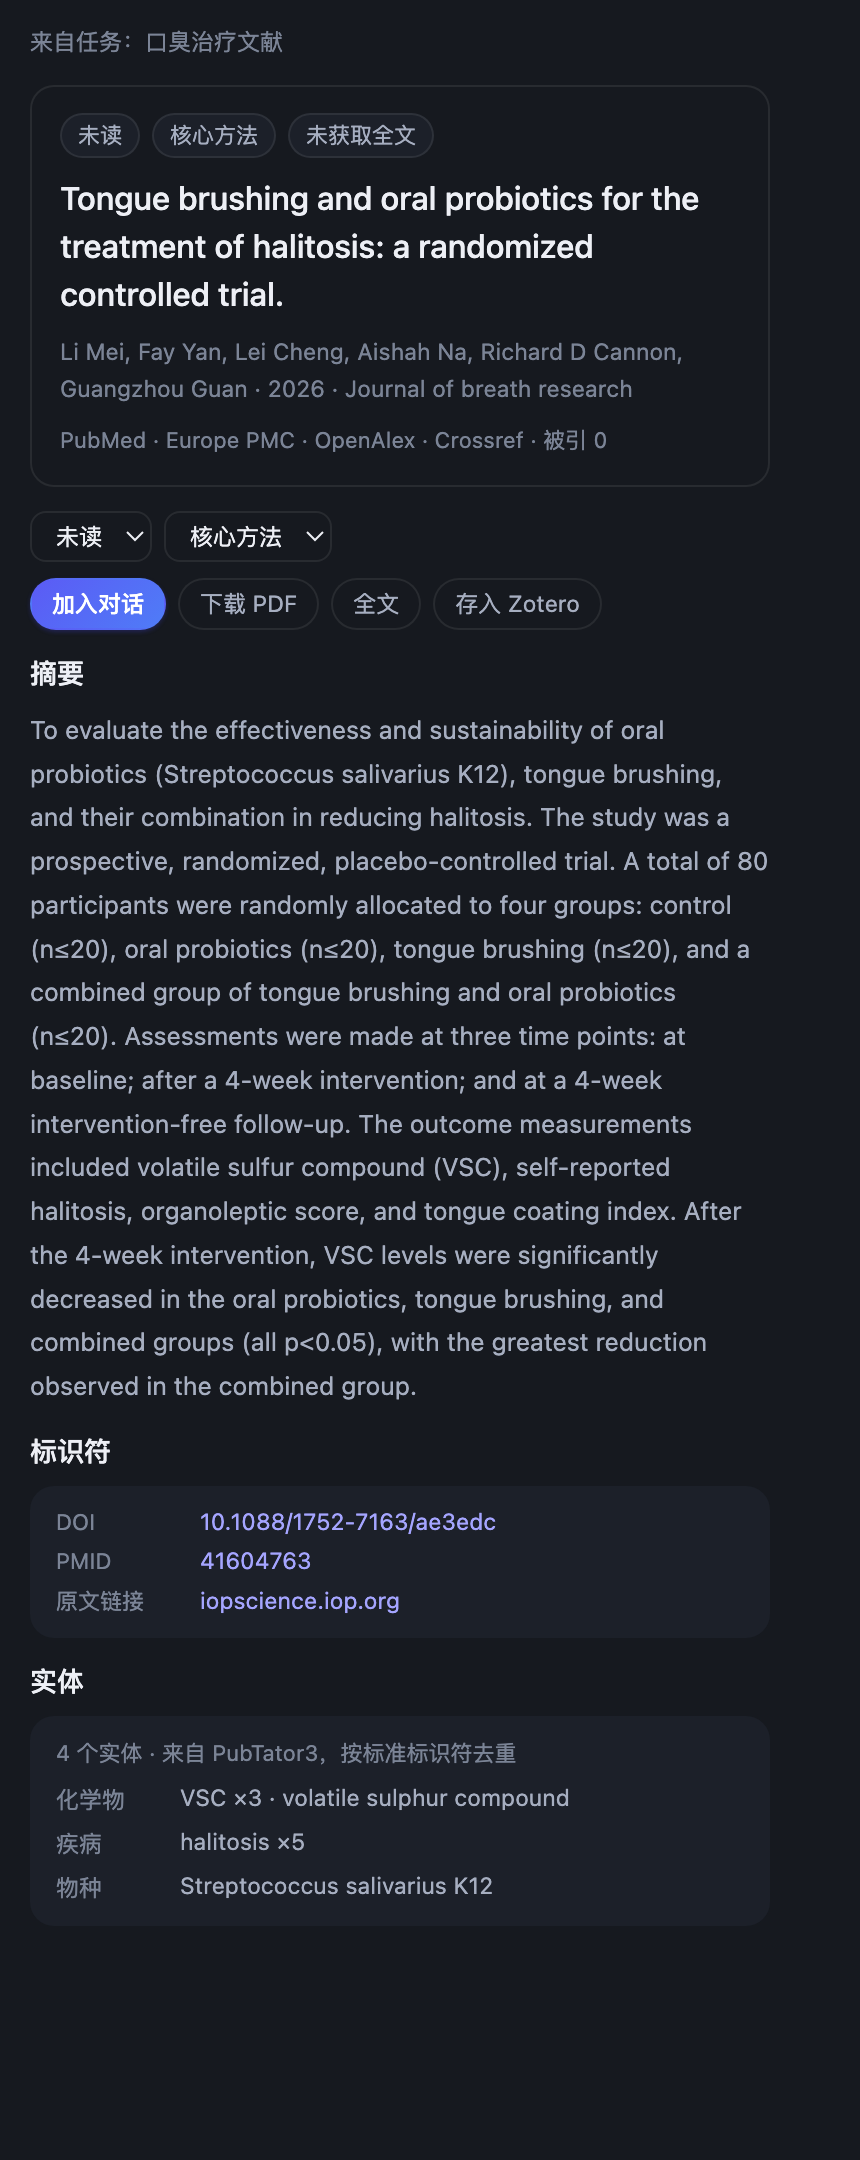 来自任务：口臭治疗文献
未读 核心方法 未获取全文
Tongue brushing and oral probiotics for the
treatment of halitosis: a randomized
controlled trial.
Li Mei, Fay Yan, Lei Cheng, Aishah Na, Richard D Cannon,
Guangzhou Guan · 2026 · Journal of breath research
PubMed · Europe PMC · OpenAlex · Crossref · 被引 0
未读 核心方法
加入对话 下载 PDF 全文 存入 Zotero
摘要
To evaluate the effectiveness and sustainability of oral
probiotics (Streptococcus salivarius K12), tongue brushing,
and their combination in reducing halitosis. The study was a
prospective, randomized, placebo-controlled trial. A total of 80
participants were randomly allocated to four groups: control
(n≤20), oral probiotics (n≤20), tongue brushing (n≤20), and a
combined group of tongue brushing and oral probiotics
(n≤20). Assessments were made at three time points: at
baseline; after a 4-week intervention; and at a 4-week
intervention-free follow-up. The outcome measurements
included volatile sulfur compound (VSC), self-reported
halitosis, organoleptic score, and tongue coating index. After
the 4-week intervention, VSC levels were significantly
decreased in the oral probiotics, tongue brushing, and
combined groups (all p<0.05), with the greatest reduction
observed in the combined group.
标识符
DOI 10.1088/1752-7163/ae3edc
PMID 41604763
原文链接 iopscience.iop.org
实体
4 个实体 · 来自 PubTator3，按标准标识符去重
化学物 VSC ×3 · volatile sulphur compound
疾病 halitosis ×5
物种 Streptococcus salivarius K12